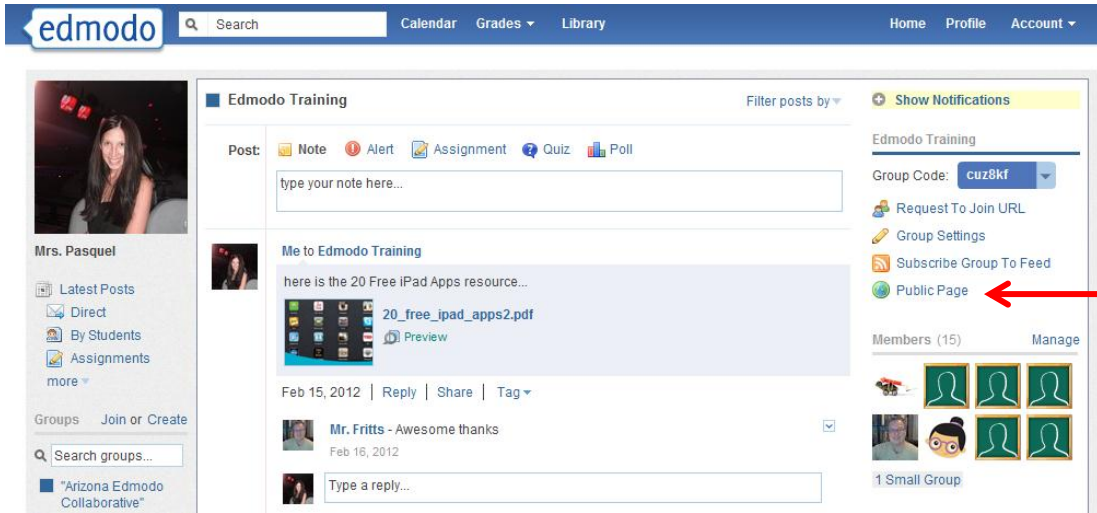 edmodo
Search
Calendar Grades Library
Home Profile Account
Mrs. Pasquel
Latest Posts
Direct
By Students
Assignments
more
Groups Join or Create
Search groups...
"Arizona Edmodo
Collaborative"
Edmodo Training
Filter posts by
Post: Note Alert Assignment Quiz Poll
type your note here...
Me to Edmodo Training
here is the 20 Free iPad Apps resource...
20_free_ipad_apps2.pdf
Preview
Feb 15, 2012 | Reply | Share | Tag
Mr. Fritts - Awesome thanks
Feb 16, 2012
Type a reply...
Show Notifications
Edmodo Training
Group Code: cuz8kf
Request To Join URL
Group Settings
Subscribe Group To Feed
Public Page
Members (15) Manage
1 Small Group